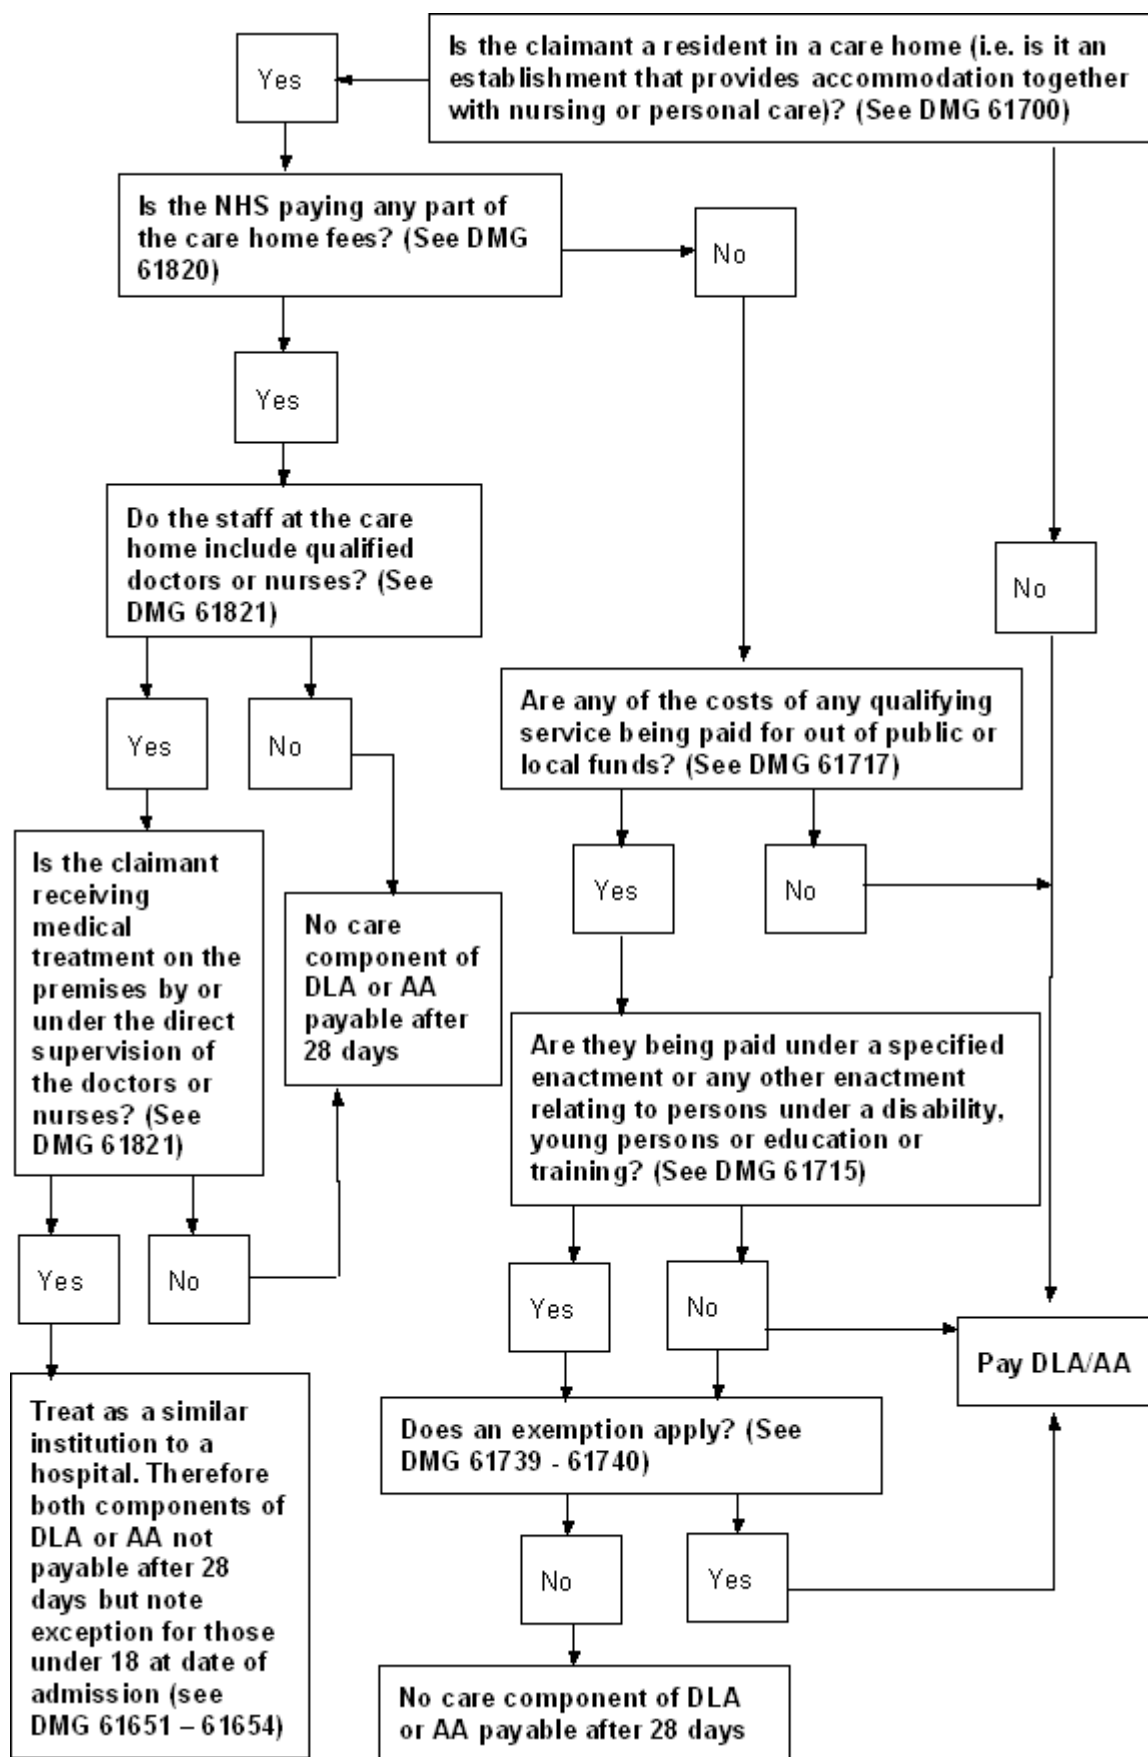 Is the claimant a resident in a care home (i.e. is it an
establishment that provides accommodation together
with nursing or personal care)? (See DMG 61700)
Yes
Is the NHS paying any part of
the care home fees? (See DMG
61820)
No
Yes
Do the staff at the care
home include qualified
doctors or nurses? (See
DMG 61821)
No
Yes
No
Are any of the costs of any qualifying
service being paid for out of public or
local funds? (See DMG 61717)
Is the claimant
receiving
medical
treatment on the
premises by or
under the direct
supervision of
the doctors or
nurses? (See
DMG 61821)
No care
component of
DLA or AA
payable after
28 days
Yes
No
Are they being paid under a specified
enactment or any other enactment
relating to persons under a disability,
young persons or education or
training? (See DMG 61715)
Yes
No
Yes
No
Pay DLA/AA
Treat as a similar
institution to a
hospital. Therefore
both components of
DLA or AA not
payable after 28
days but note
exception for those
under 18 at date of
admission (see
DMG 61651 – 61654)
Does an exemption apply? (See
DMG 61739 - 61740)
No
Yes
No care component of DLA
or AA payable after 28 days